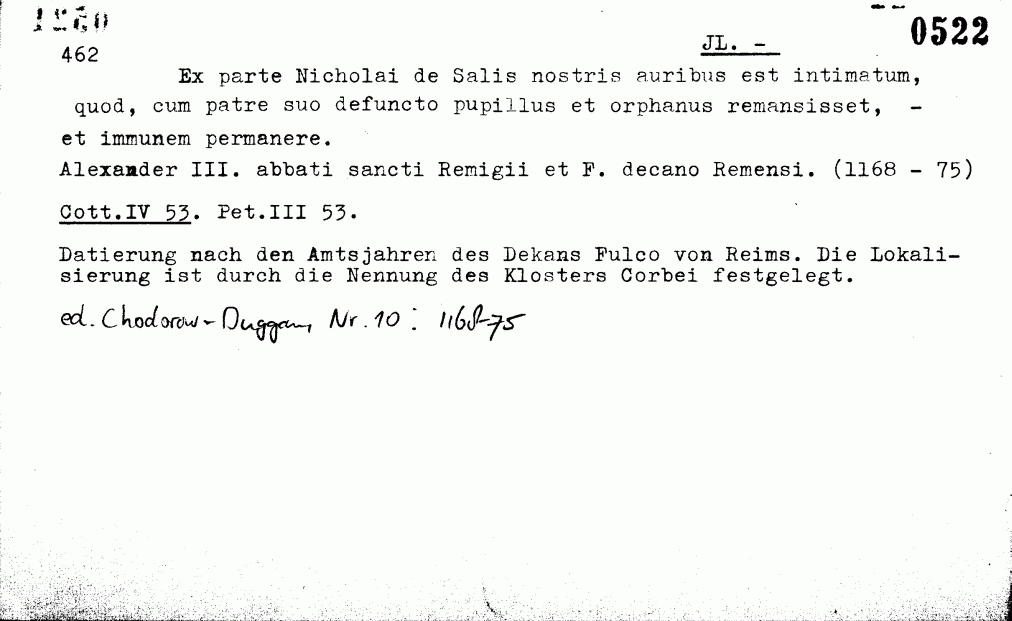 0522
462
JL. -
Ex parte Nicholai de Salis nostris auribus est intimatum,
quod, cum patre suo defuncto pupillus et orphanus remansisset, -
et immunem permanere.
Alexander III. abbati sancti Remigii et F. decano Remensi. (1168 - 75)
Cott.IV 53. Pet.III 53.
Datierung nach den Amtsjahren des Dekans Fulco von Reims. Die Lokali-
sierung ist durch die Nennung des Klosters Corbei festgelegt.
ed. Chodorow-Duggan, Nr. 10: 1168-75